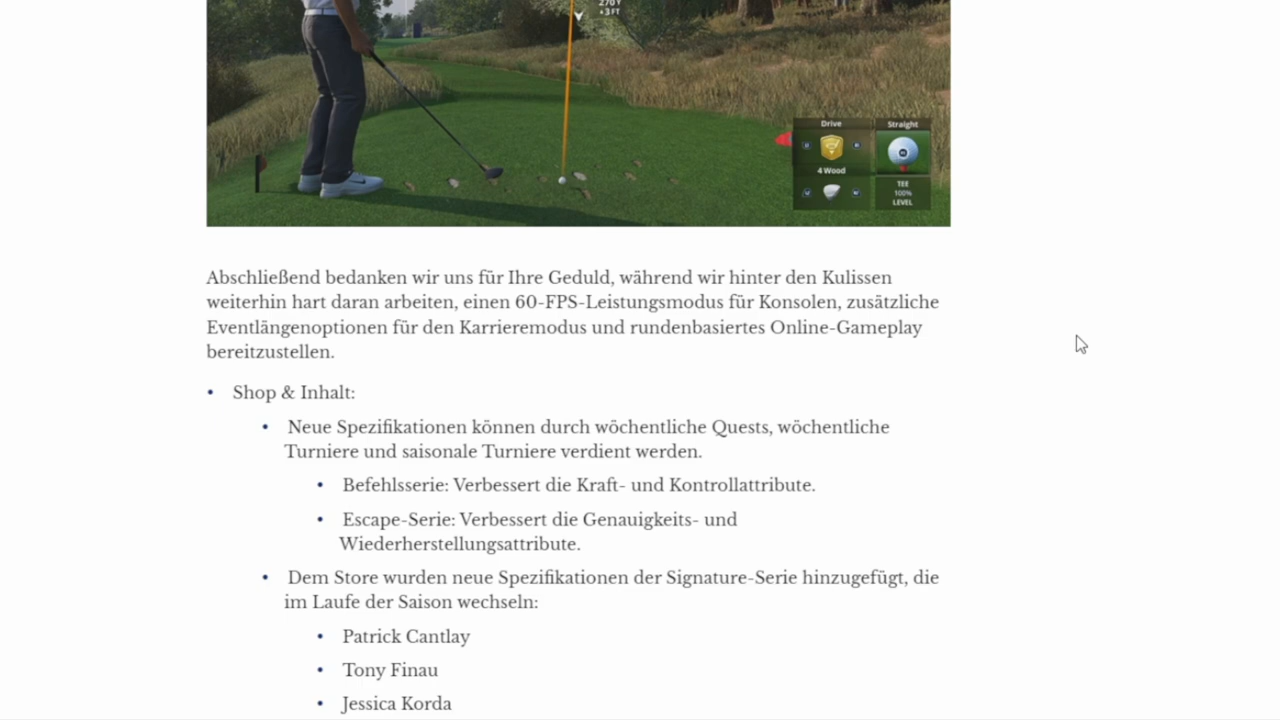 270Y
+3FT
Drive
Straight
4 Wood
TEE
100%
LEVEL
Abschließend bedanken wir uns für Ihre Geduld, während wir hinter den Kulissen
weiterhin hart daran arbeiten, einen 60-FPS-Leistungsmodus für Konsolen, zusätzliche
Eventlängenoptionen für den Karrieremodus und rundenbasiertes Online-Gameplay
bereitzustellen.
• Shop & Inhalt:
• Neue Spezifikationen können durch wöchentliche Quests, wöchentliche
Turniere und saisonale Turniere verdient werden.
• Befehlsserie: Verbessert die Kraft- und Kontrollattribute.
• Escape-Serie: Verbessert die Genauigkeits- und
Wiederherstellungsattribute.
• Dem Store wurden neue Spezifikationen der Signature-Serie hinzugefügt, die
im Laufe der Saison wechseln:
• Patrick Cantlay
• Tony Finau
• Jessica Korda